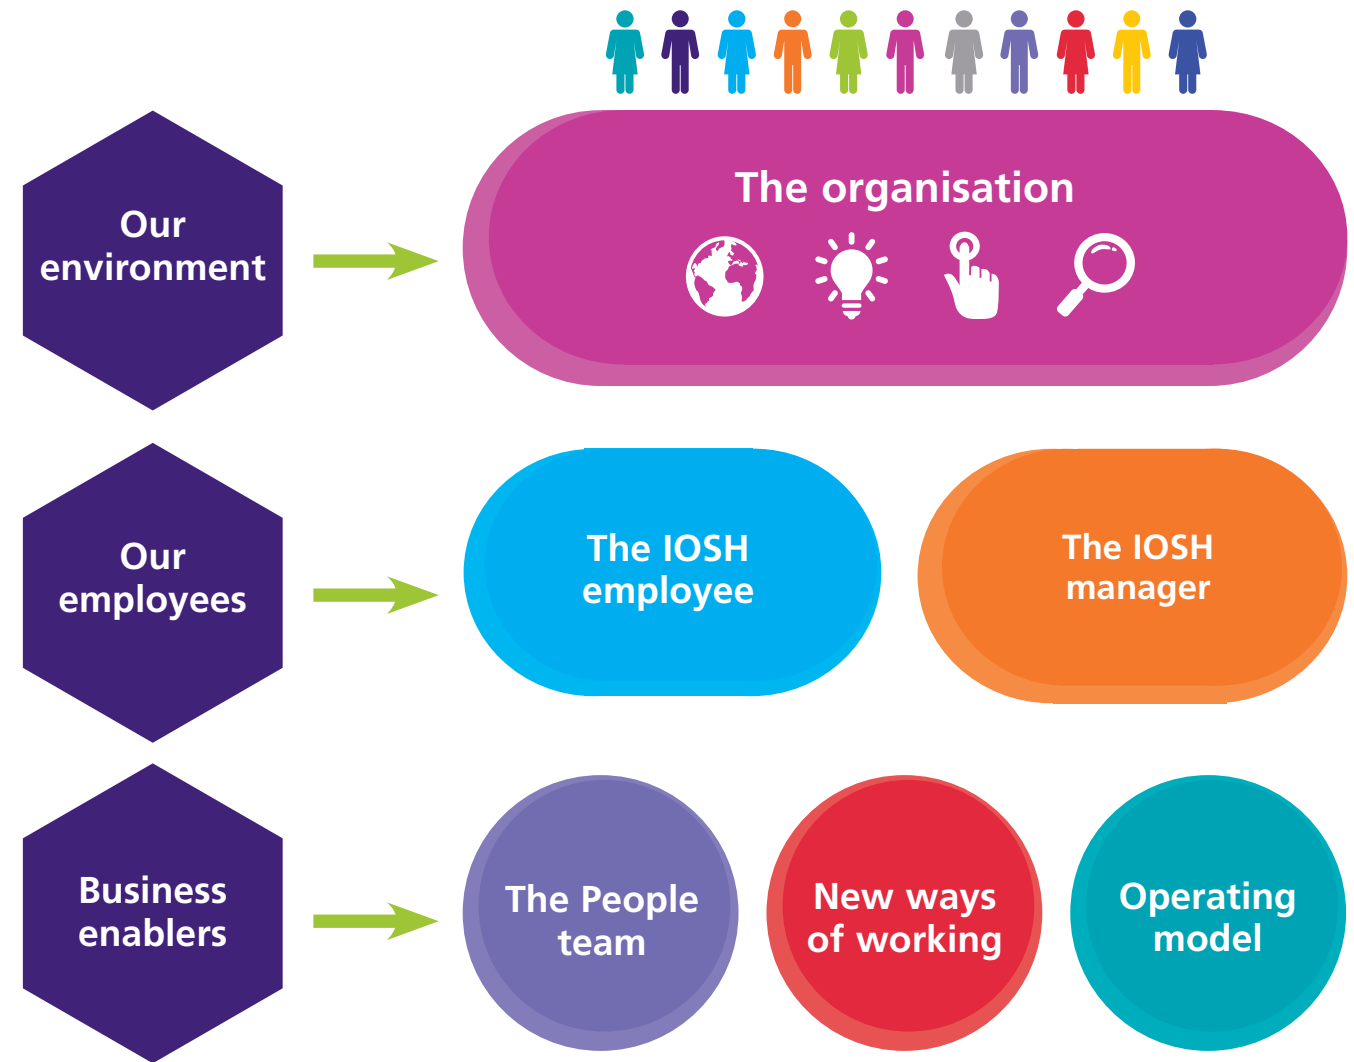 Our
environment
The organisation
Our
employees
The IOSH
employee
The IOSH
manager
Business
enablers
The People
team
New ways
of working
Operating
model